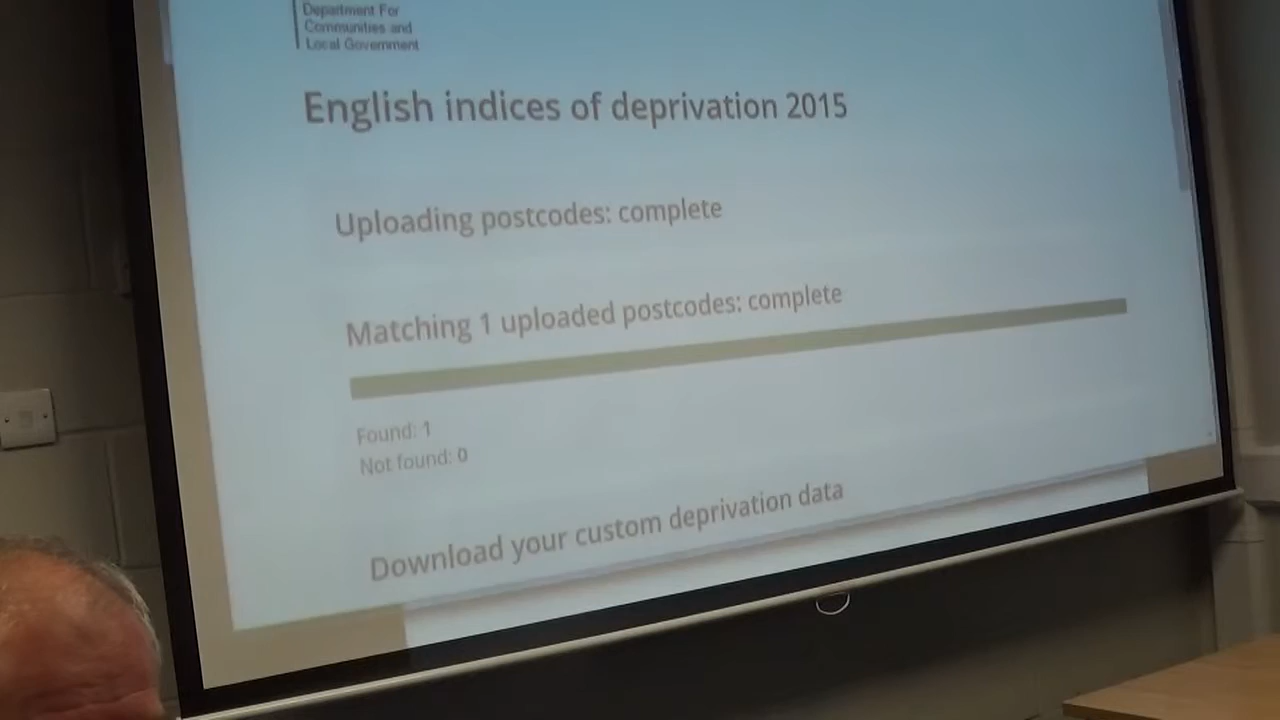 Department For
Communities and
Local Government
English indices of deprivation 2015
Uploading postcodes: complete
Matching 1 uploaded postcodes: complete
Found: 1
Not found: 0
Download your custom deprivation data